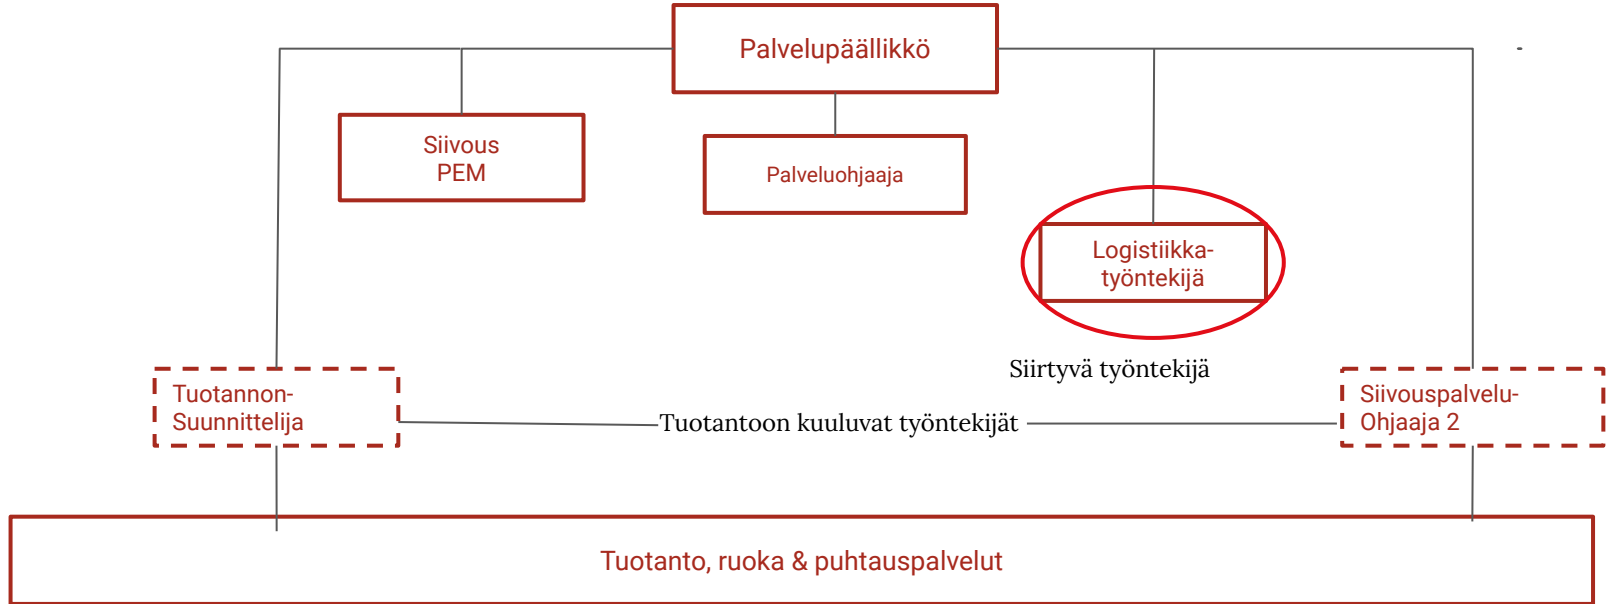 Palvelupäällikkö
-
Siivous
PEM
Palveluohjaaja
Logistiikka-
työntekijä
Siirtyvä työntekijä
Tuotannon-
Suunnittelija
Tuotantoon kuuluvat työntekijät
Siivouspalvelu-
Ohjaaja 2
Tuotanto, ruoka & puhtauspalvelut